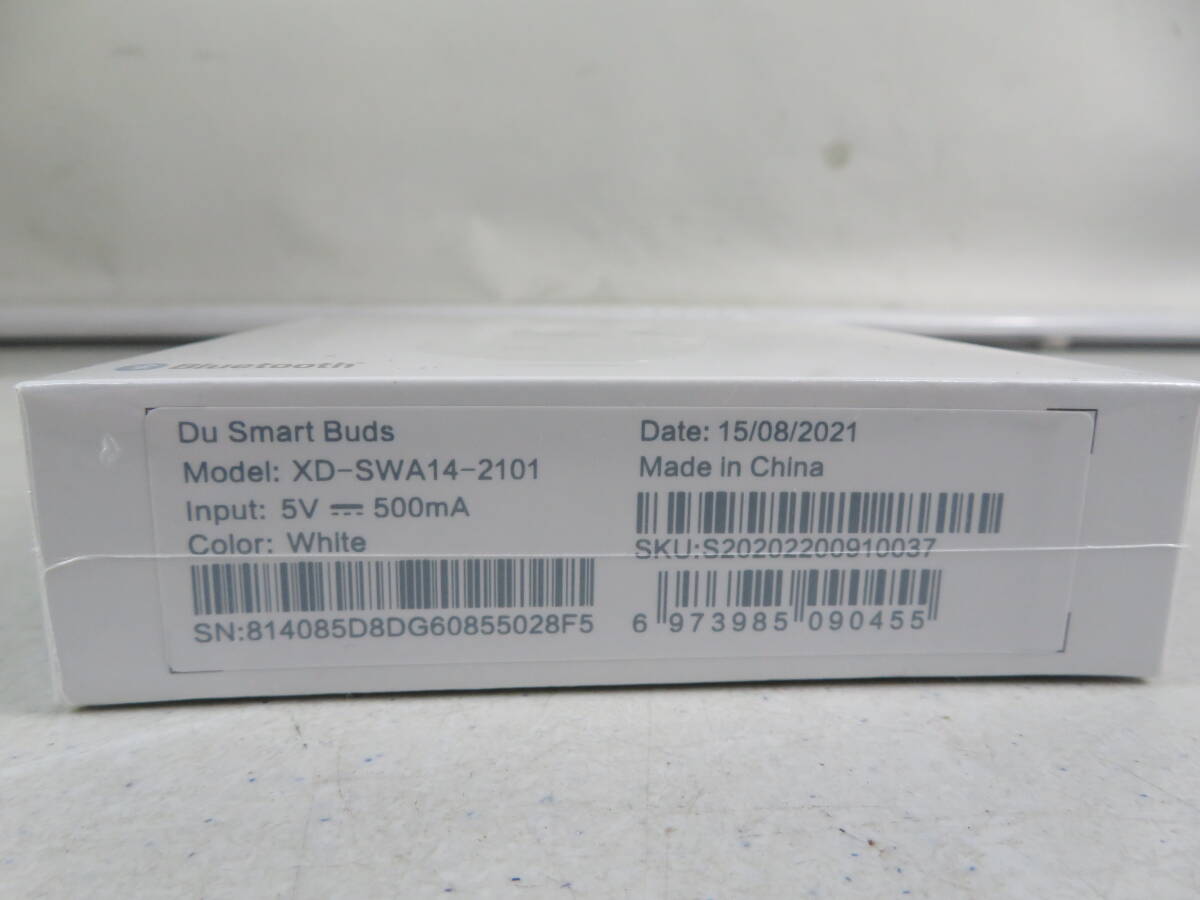 Bluetooth
Du Smart Buds
Model: XD-SWA14-2101
Input: 5V ⎓ 500mA
Color: White
SN:814085D8DG60855028F5
Date: 15/08/2021
Made in China
SKU:S20202200910037
6 973985 090455